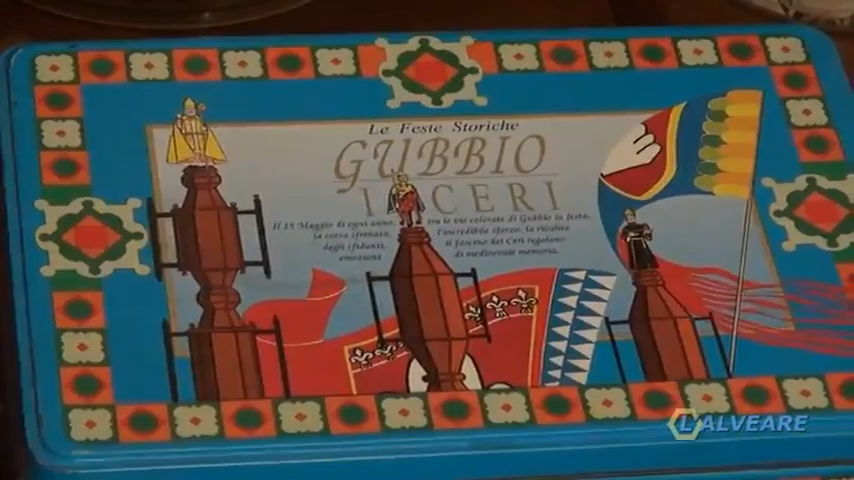 Le Feste Storiche
GUBBIO
I CERI
Il 15 Maggio di ogni anno, tra le vie colorate di Gubbio in festa,
la corsa sfrenata, l'incredibile sforzo, la rivalità
degli sfidanti, il fascino dei Ceri regalano
emozioni di medioevale memoria.
L'ALVEARE